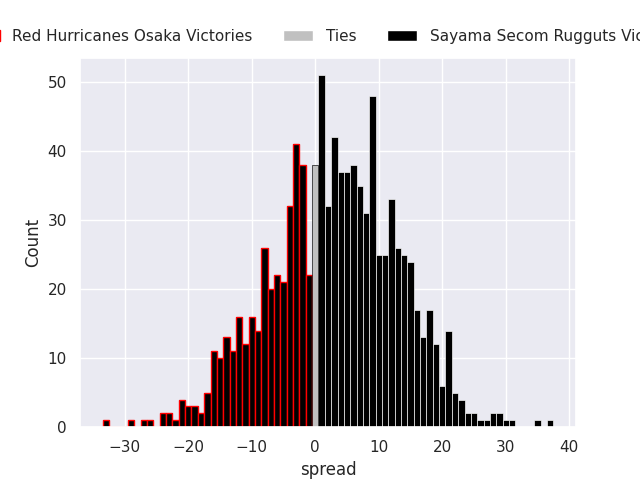 Red Hurricanes Osaka Victories Ties Sayama Secom Rugguts Vic
50
40
30
20
10
0
Count
−30 −20 −10 0 10 20 30 40
spread